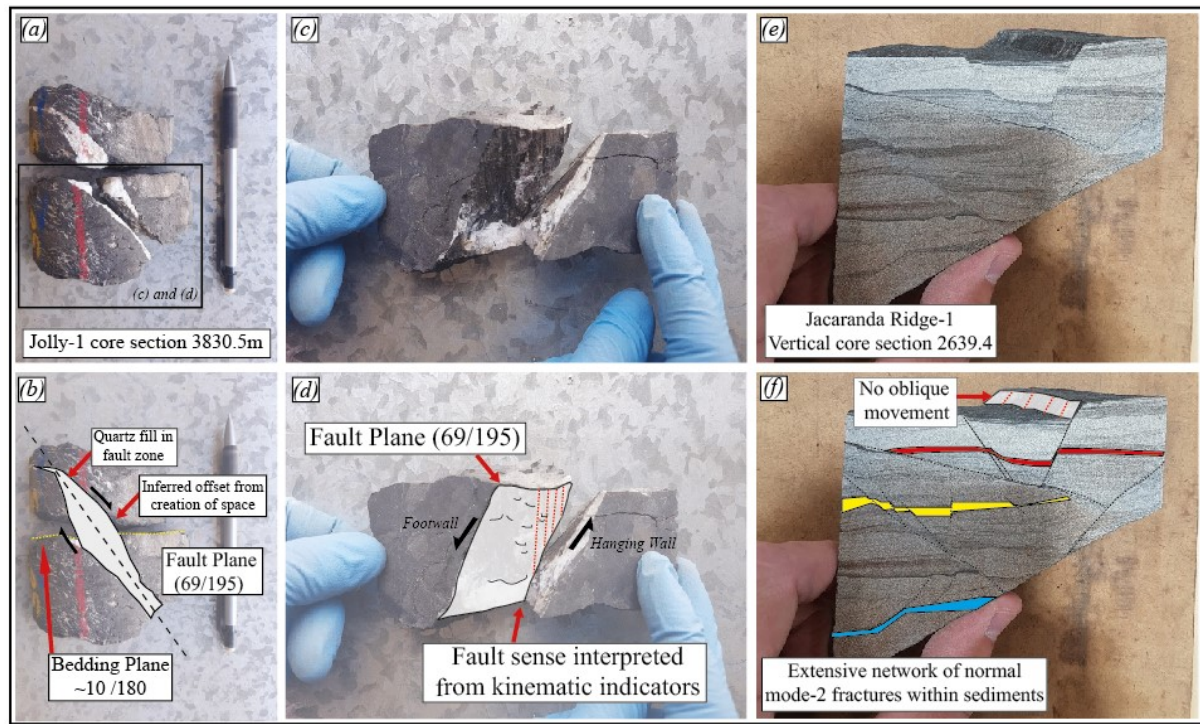 (a)
(c) and (d)
Jolly-1 core section 3830.5m
(b)
Quartz fill in
fault zone
Inferred offset from
creation of space
Fault Plane
(69/195)
Bedding Plane
~10 /180
(c)
(d)
Fault Plane (69/195)
Footwall
Hanging Wall
Fault sense interpreted
from kinematic indicators
(e)
Jacaranda Ridge-1
Vertical core section 2639.4
(f)
No oblique
movement
Extensive network of normal
mode-2 fractures within sediments